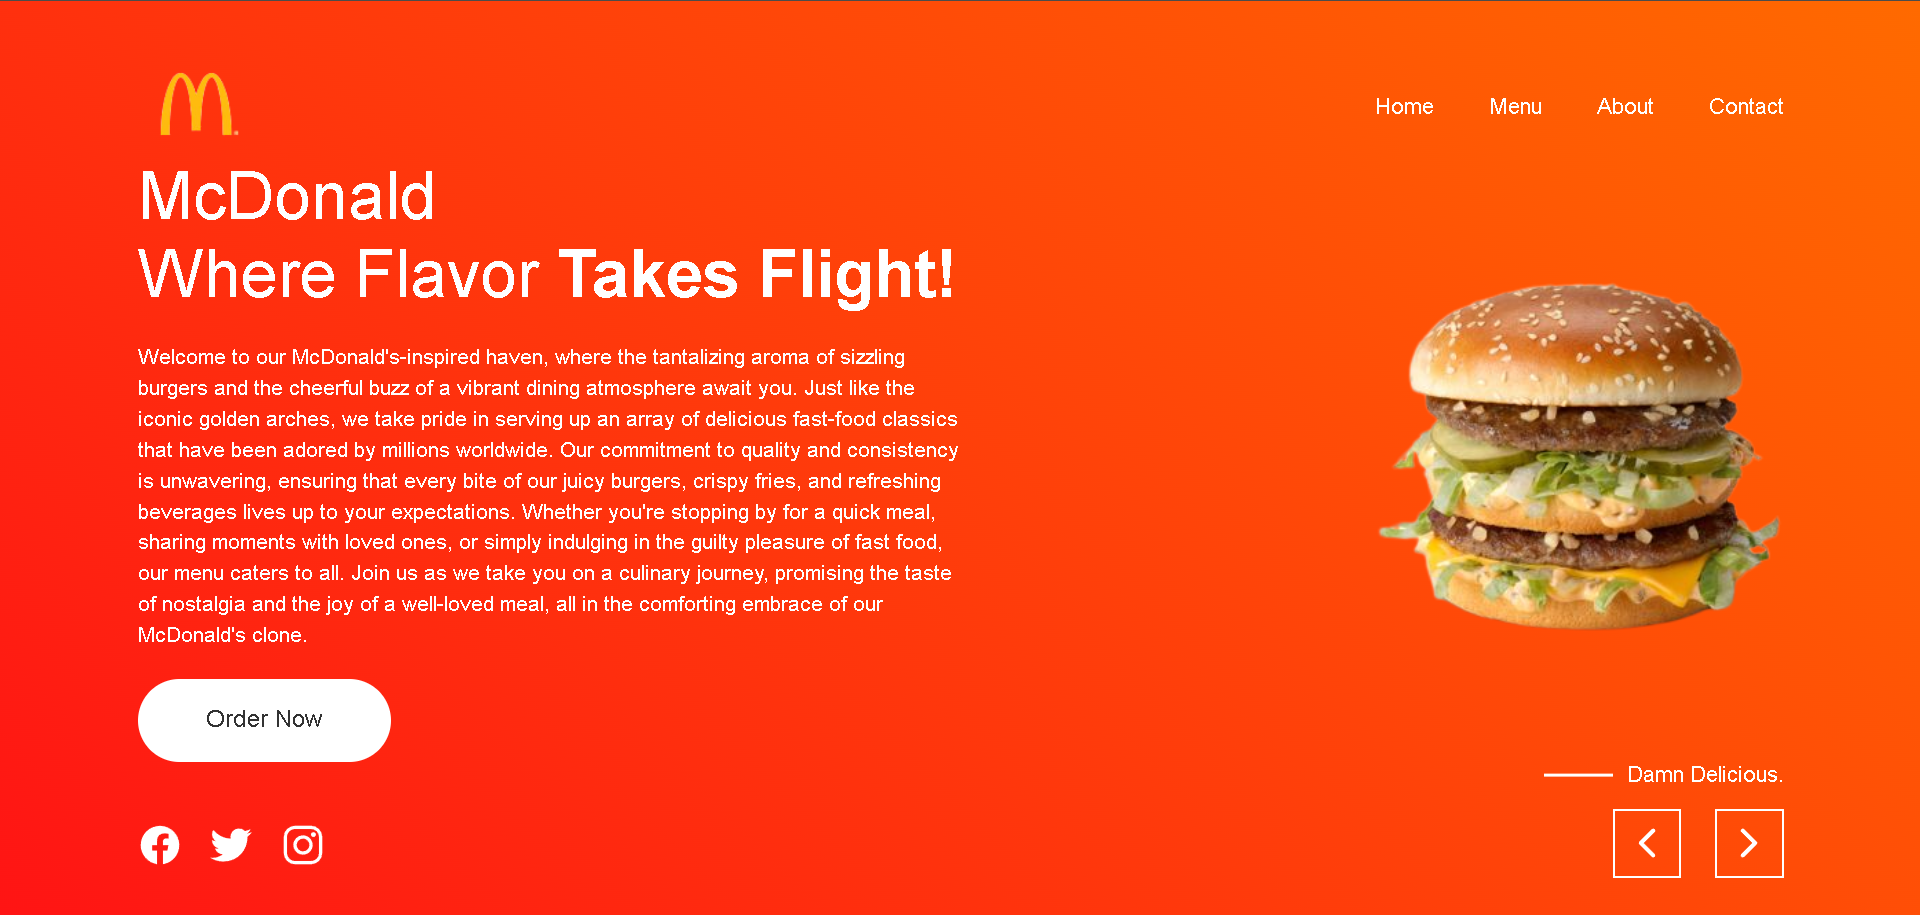 Home Menu About Contact
McDonald
Where Flavor Takes Flight!
Welcome to our McDonald's-inspired haven, where the tantalizing aroma of sizzling
burgers and the cheerful buzz of a vibrant dining atmosphere await you. Just like the
iconic golden arches, we take pride in serving up an array of delicious fast-food classics
that have been adored by millions worldwide. Our commitment to quality and consistency
is unwavering, ensuring that every bite of our juicy burgers, crispy fries, and refreshing
beverages lives up to your expectations. Whether you're stopping by for a quick meal,
sharing moments with loved ones, or simply indulging in the guilty pleasure of fast food,
our menu caters to all. Join us as we take you on a culinary journey, promising the taste
of nostalgia and the joy of a well-loved meal, all in the comforting embrace of our
McDonald's clone.
Order Now
Damn Delicious.